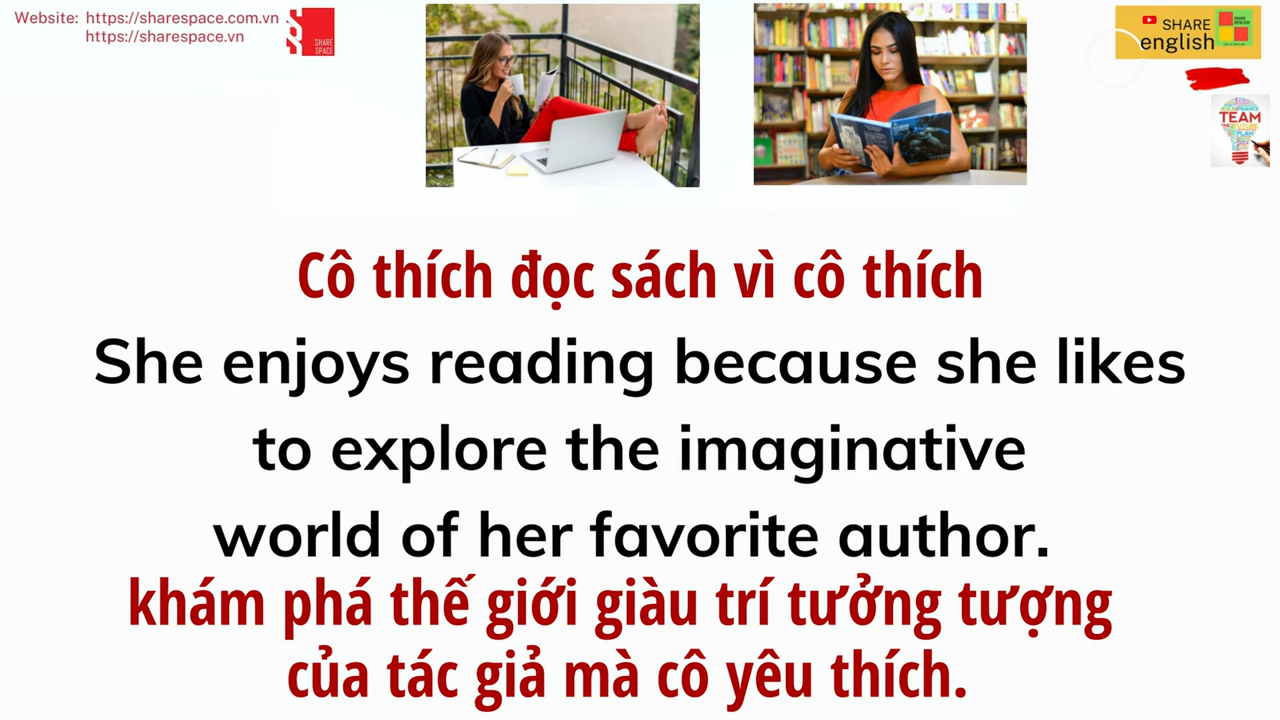 Website: https://sharespace.com.vn
https://sharespace.vn
SHARE
SPACE
SHARE
english
TEAM
PLAN
Cô thích đọc sách vì cô thích
She enjoys reading because she likes
to explore the imaginative
world of her favorite author.
khám phá thế giới giàu trí tưởng tượng
của tác giả mà cô yêu thích.